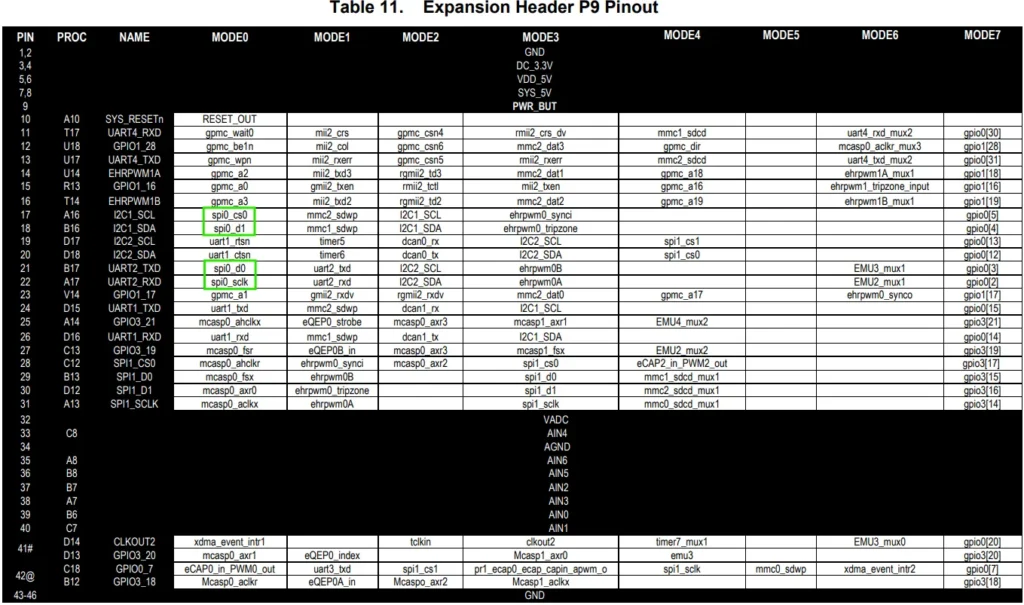 Table 11. Expansion Header P9 Pinout
PIN PROC NAME MODE0 MODE1 MODE2 MODE3 MODE4 MODE5 MODE6 MODE7
1,2 GND
3,4 DC_3.3V
5,6 VDD_5V
7,8 SYS_5V
9 PWR_BUT
10 A10 SYS_RESETn RESET_OUT
11 T17 UART4_RXD gpmc_wait0 mii2_crs gpmc_csn4 rmii2_crs_dv mmc1_sdcd uart4_rxd_mux2 gpio0[30]
12 U18 GPIO1_28 gpmc_be1n mii2_col gpmc_csn6 mmc2_dat3 gpmc_dir mcasp0_aclkr_mux3 gpio1[28]
13 U17 UART4_TXD gpmc_wpn mii2_rxerr gpmc_csn5 rmii2_rxerr mmc2_sdcd uart4_txd_mux2 gpio0[31]
14 U14 EHRPWM1A gpmc_a2 mii2_txd3 rgmii2_td3 mmc2_dat1 gpmc_a18 ehrpwm1A_mux1 gpio1[18]
15 R13 GPIO1_16 gpmc_a0 gmii2_txen rmii2_tctl mii2_txen gpmc_a16 ehrpwm1_tripzone_input gpio1[16]
16 T14 EHRPWM1B gpmc_a3 mii2_txd2 rgmii2_td2 mmc2_dat2 gpmc_a19 ehrpwm1B_mux1 gpio1[19]
17 A16 I2C1_SCL spi0_cs0 mmc2_sdwp I2C1_SCL ehrpwm0_synci gpio0[5]
18 B16 I2C1_SDA spi0_d1 mmc1_sdwp I2C1_SDA ehrpwm0_tripzone gpio0[4]
19 D17 I2C2_SCL uart1_rtsn timer5 dcan0_rx I2C2_SCL spi1_cs1 gpio0[13]
20 D18 I2C2_SDA uart1_ctsn timer6 dcan0_tx I2C2_SDA spi1_cs0 gpio0[12]
21 B17 UART2_TXD spi0_d0 uart2_txd I2C2_SCL ehrpwm0B EMU3_mux1 gpio0[3]
22 A17 UART2_RXD spi0_sclk uart2_rxd I2C2_SDA ehrpwm0A EMU2_mux1 gpio0[2]
23 V14 GPIO1_17 gpmc_a1 gmii2_rxdv rgmii2_rxdv mmc2_dat0 gpmc_a17 ehrpwm0_synco gpio1[17]
24 D15 UART1_TXD uart1_txd mmc2_sdwp dcan1_rx I2C1_SCL gpio0[15]
25 A14 GPIO3_21 mcasp0_ahclkx eQEP0_strobe mcasp0_axr3 mcasp1_axr1 EMU4_mux2 gpio3[21]
26 D16 UART1_RXD uart1_rxd mmc1_sdwp dcan1_tx I2C1_SDA gpio0[14]
27 C13 GPIO3_19 mcasp0_fsr eQEP0B_in mcasp0_axr3 mcasp1_fsx EMU2_mux2 gpio3[19]
28 C12 SPI1_CS0 mcasp0_ahclkr ehrpwm0_synci mcasp0_axr2 spi1_cs0 eCAP2_in_PWM2_out gpio3[17]
29 B13 SPI1_D0 mcasp0_fsx ehrpwm0B spi1_d0 mmc1_sdcd_mux1 gpio3[15]
30 D12 SPI1_D1 mcasp0_axr0 ehrpwm0_tripzone spi1_d1 mmc2_sdcd_mux1 gpio3[16]
31 A13 SPI1_SCLK mcasp0_aclkx ehrpwm0A spi1_sclk mmc0_sdcd_mux1 gpio3[14]
32 VADC
33 C8 AIN4
34 AGND
35 A8 AIN6
36 B8 AIN5
37 B7 AIN2
38 A7 AIN3
39 B6 AIN0
40 C7 AIN1
41# D14 CLKOUT2 xdma_event_intr1 tclkin clkout2 timer7_mux1 EMU3_mux0 gpio0[20]
D13 GPIO3_20 mcasp0_axr1 eQEP0_index Mcasp1_axr0 emu3 gpio3[20]
42@ C18 GPIO0_7 eCAP0_in_PWM0_out uart3_txd spi1_cs1 pr1_ecap0_ecap_capin_apwm_o spi1_sclk mmc0_sdwp xdma_event_intr2 gpio0[7]
B12 GPIO3_18 Mcasp0_aclkr eQEP0A_in Mcaspo_axr2 Mcasp1_aclkx gpio3[18]
43-46 GND